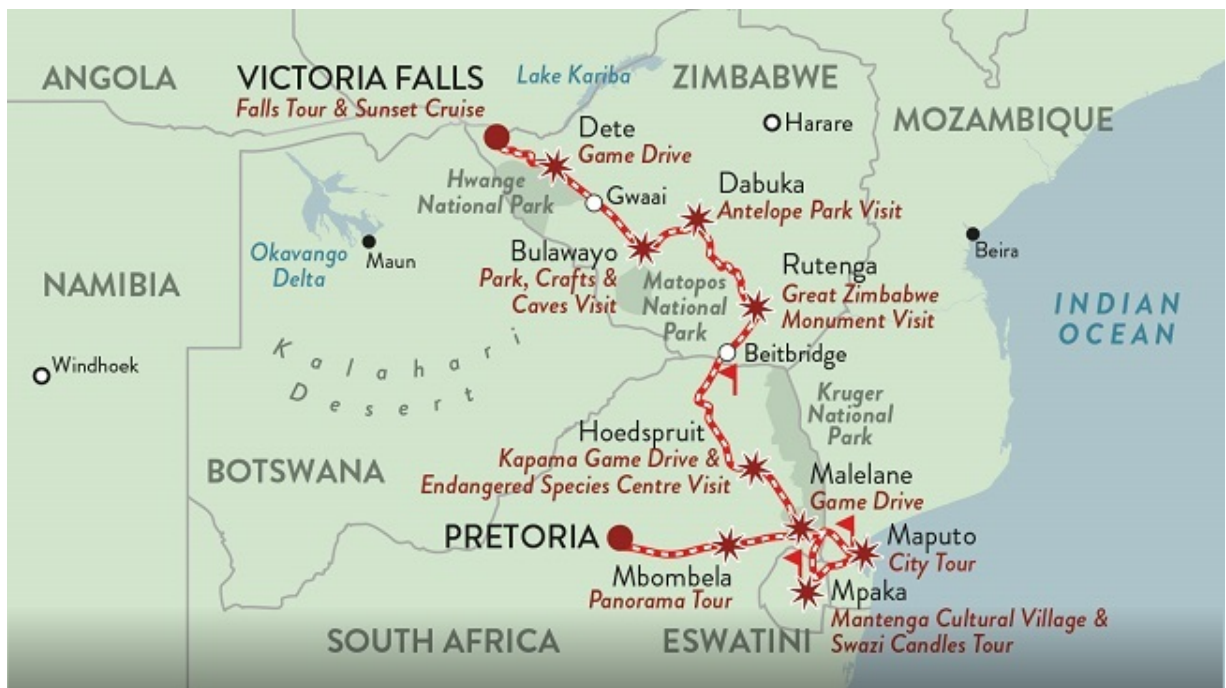 ANGOLA
VICTORIA FALLS
Falls Tour & Sunset Cruise
Lake Kariba
ZIMBABWE
Harare
MOZAMBIQUE
Dete
Game Drive
Hwange
National Park
Gwaai
Dabuka
Antelope Park Visit
Okavango
Delta
Maun
Bulawayo
Park, Crafts &
Caves Visit
Matopos
National
Park
Rutenga
Great Zimbabwe
Monument Visit
Beira
NAMIBIA
Windhoek
INDIAN
OCEAN
Kalahari
Desert
Beitbridge
Kruger
National
Park
BOTSWANA
Hoedspruit
Kapama Game Drive &
Endangered Species Centre Visit
Malelane
Game Drive
PRETORIA
Mbombela
Panorama Tour
Maputo
City Tour
Mpaka
Mantenga Cultural Village &
Swazi Candles Tour
SOUTH AFRICA
ESWATINI